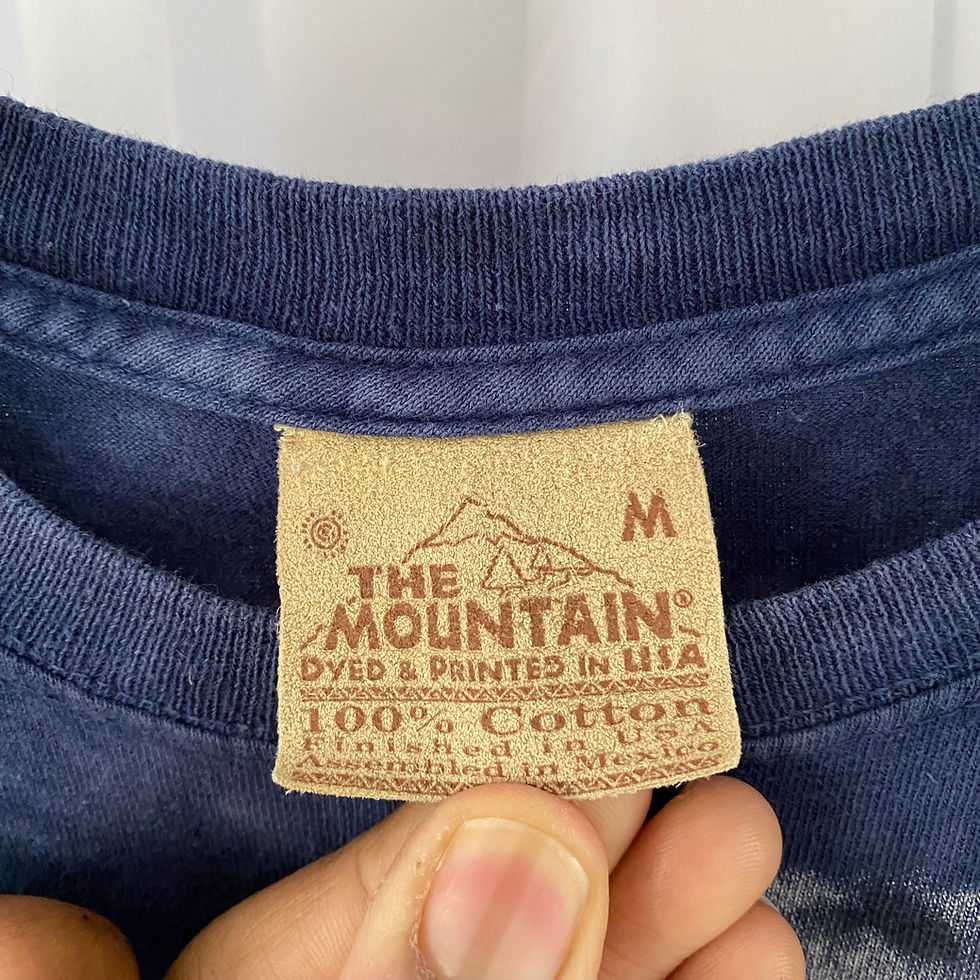 M
THE
MOUNTAIN®
DYED & PRINTED IN USA
100% Cotton
Finished in USA
Assembled in Mexico